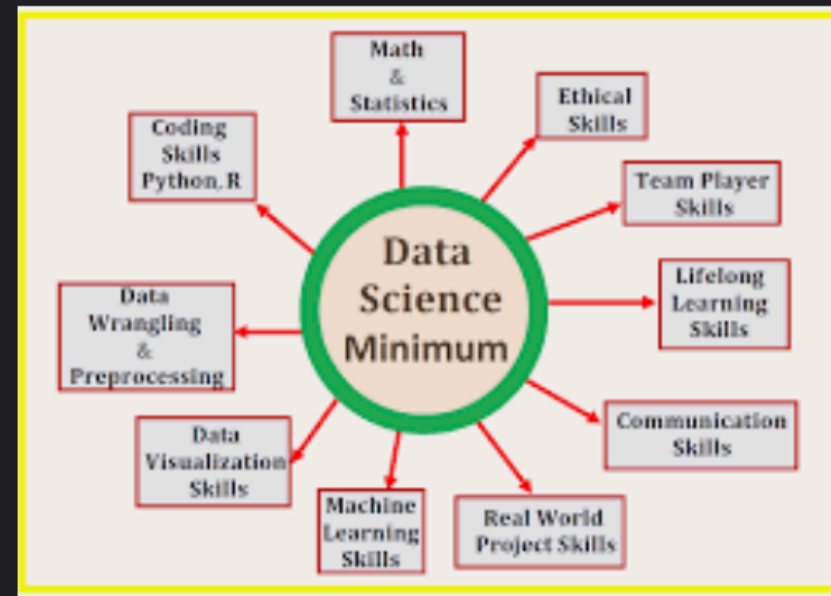 Math
&
Statistics
Ethical
Skills
Coding
Skills
Python, R
Team Player
Skills
Data
Science
Minimum
Lifelong
Learning
Skills
Data
Wrangling
&
Preprocessing
Communication
Skills
Data
Visualization
Skills
Machine
Learning
Skills
Real World
Project Skills